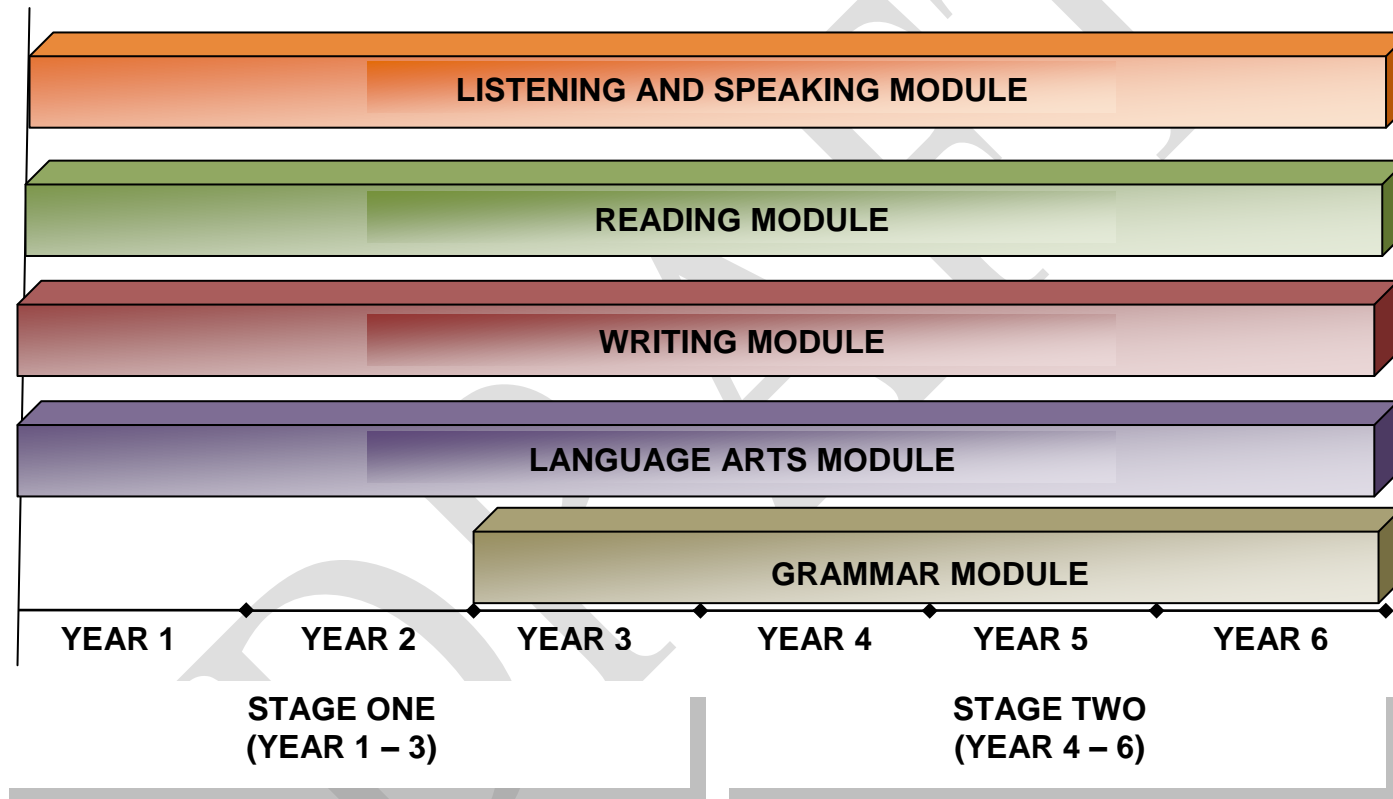 LISTENING AND SPEAKING MODULE
READING MODULE
WRITING MODULE
LANGUAGE ARTS MODULE
GRAMMAR MODULE
YEAR 1 YEAR 2 YEAR 3 YEAR 4 YEAR 5 YEAR 6
STAGE ONE
(YEAR 1 – 3)
STAGE TWO
(YEAR 4 – 6)
DRAFT